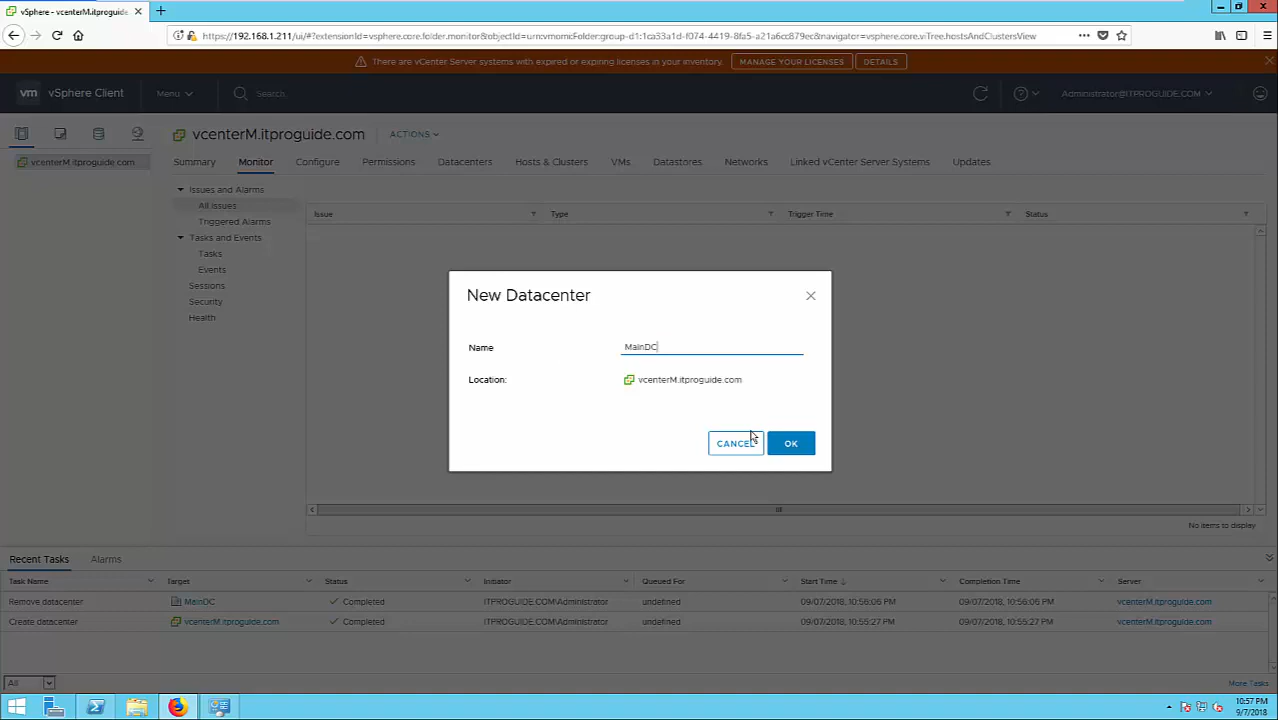 vSphere - vcenterM.itproguide.
https://192.168.1.211/ui/#?extensionId=vsphere.core.folder.monitor&objectId=urn:vmomi:Folder:group-d1:1ca33a1d-f074-4419-8fa5-a21a6cc879ec&navigator=vsphere.core.viTree.hostsAndClustersView
There are vCenter Server systems with expired or expiring licenses in your inventory. MANAGE YOUR LICENSES DETAILS
vm vSphere Client Menu Search. Administrator@ITPROGUIDE.COM
vcenterM.itproguide.com ACTIONS
vcenterM.itproguide.com
Summary Monitor Configure Permissions Datacenters Hosts & Clusters VMs Datastores Networks Linked vCenter Server Systems Updates
Issues and Alarms
All Issues
Triggered Alarms
Tasks and Events
Tasks
Events
Sessions
Security
Health
Issue Type Trigger Time Status
New Datacenter
Name MainDC
Location: vcenterM.itproguide.com
CANCEL OK
No items to display
Recent Tasks Alarms
Task Name Target Status Initiator Queued For Start Time Completion Time Server
Remove datacenter MainDC Completed ITPROGUIDE.COM\Administrator undefined 09/07/2018, 10:56:06 PM 09/07/2018, 10:56:06 PM vcenterM.itproguide.com
Create datacenter vcenterM.itproguide.com Completed ITPROGUIDE.COM\Administrator undefined 09/07/2018, 10:55:27 PM 09/07/2018, 10:55:27 PM vcenterM.itproguide.com
All More Tasks
10:57 PM
9/7/2018